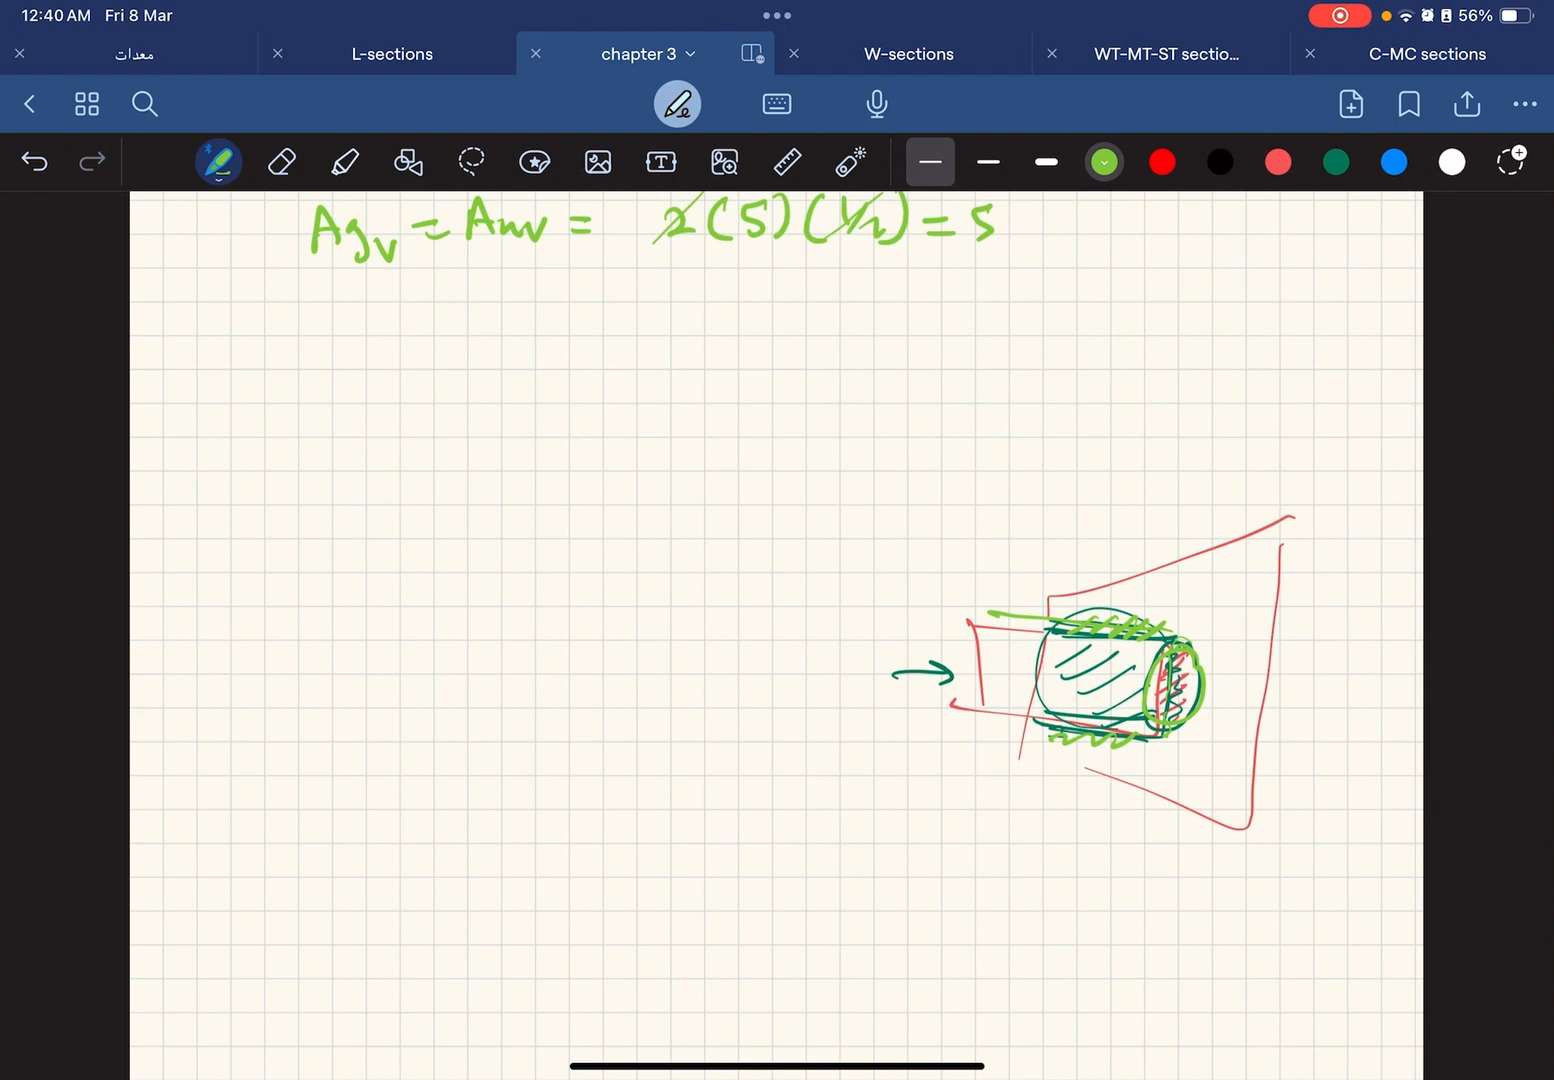 12:40 AM Fri 8 Mar 56%
معدات L-sections chapter 3 W-sections WT-MT-ST sectio... C-MC sections
T
Agv = Anv = 2(5)(1/2) = 5